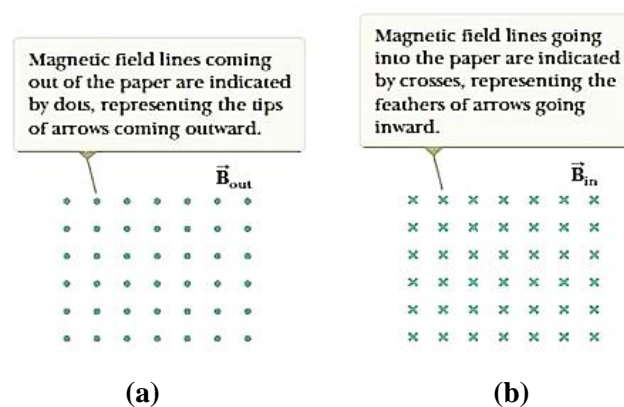 Magnetic field lines coming
out of the paper are indicated
by dots, representing the tips
of arrows coming outward.
B⃗out
(a)
Magnetic field lines going
into the paper are indicated
by crosses, representing the
feathers of arrows going
inward.
B⃗in
(b)